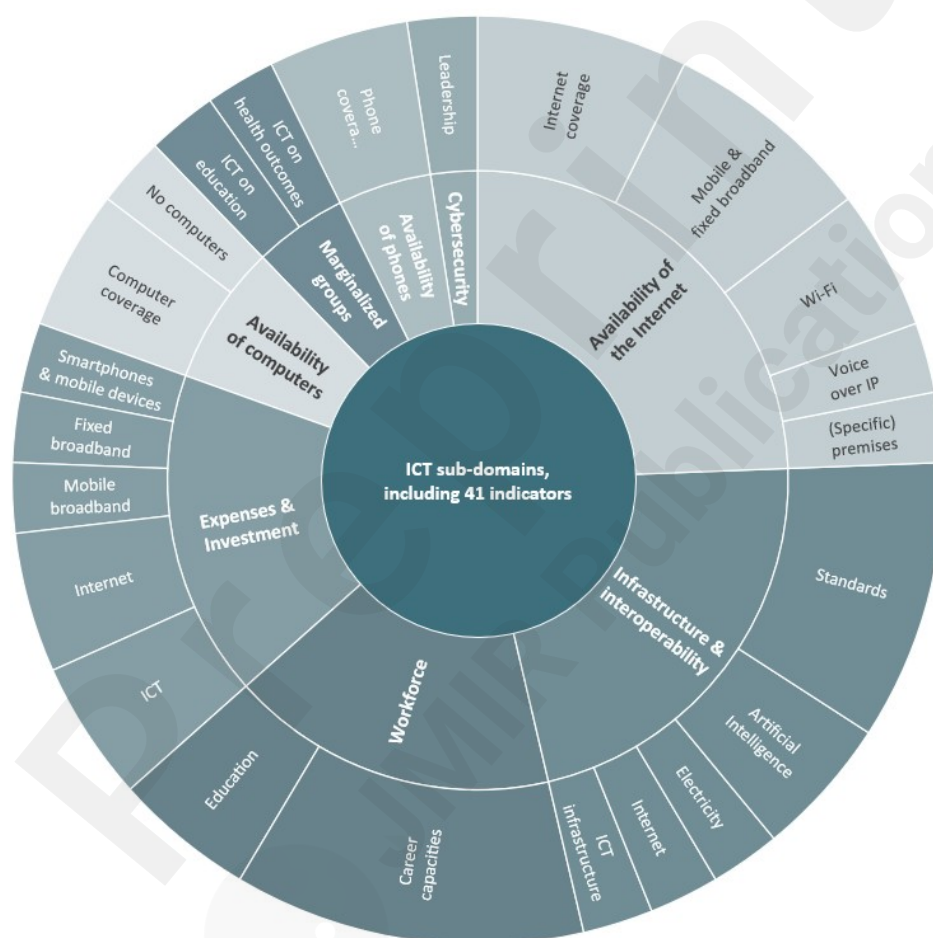 ICT sub-domains,
including 41 indicators
Availability of
the Internet
Internet
coverage
Mobile &
fixed broadband
Wi-Fi
Voice
over IP
(Specific)
premises
Infrastructure &
interoperability
Standards
Artificial
Intelligence
Electricity
Internet
ICT
infrastructure
Workforce
Career
capacities
Education
Expenses &
Investment
ICT
Internet
Mobile
broadband
Fixed
broadband
Smartphones
& mobile devices
Availability
of computers
Computer
coverage
No computers
Marginalized
groups
ICT on
education
ICT on
health outcomes
Availability
of phones
Phone
covera...
Cybersecurity
Leadership
Preprint
JMIR Publication